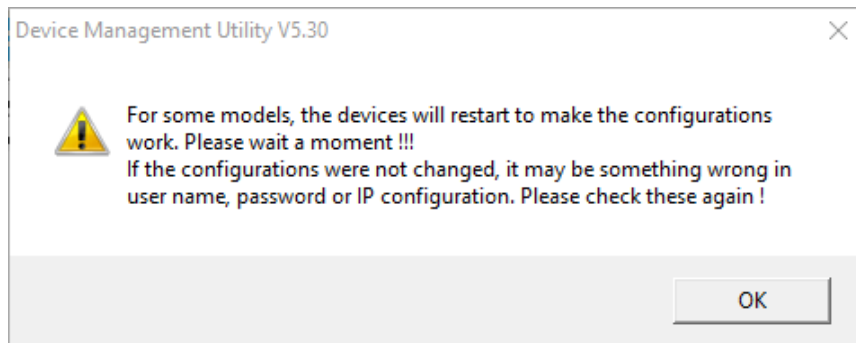 Device Management Utility V5.30
For some models, the devices will restart to make the configurations
work. Please wait a moment !!!
If the configurations were not changed, it may be something wrong in
user name, password or IP configuration. Please check these again !
OK